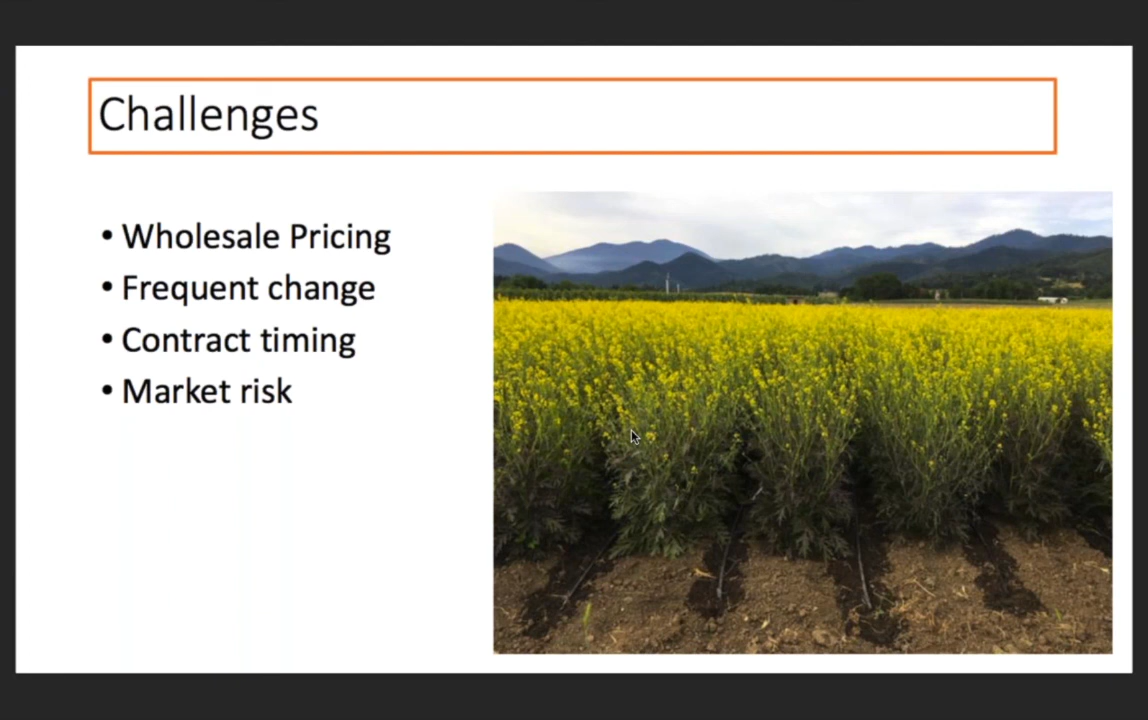 Challenges
• Wholesale Pricing
• Frequent change
• Contract timing
• Market risk